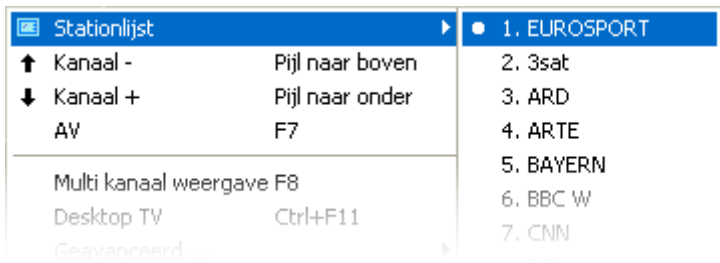 Stationlijst
Kanaal - Pijl naar boven
Kanaal + Pijl naar onder
AV F7
Multi kanaal weergave F8
Desktop TV Ctrl+F11
Geavanceerd ...
1. EUROSPORT
2. 3sat
3. ARD
4. ARTE
5. BAYERN
6. BBC W
7. CNN